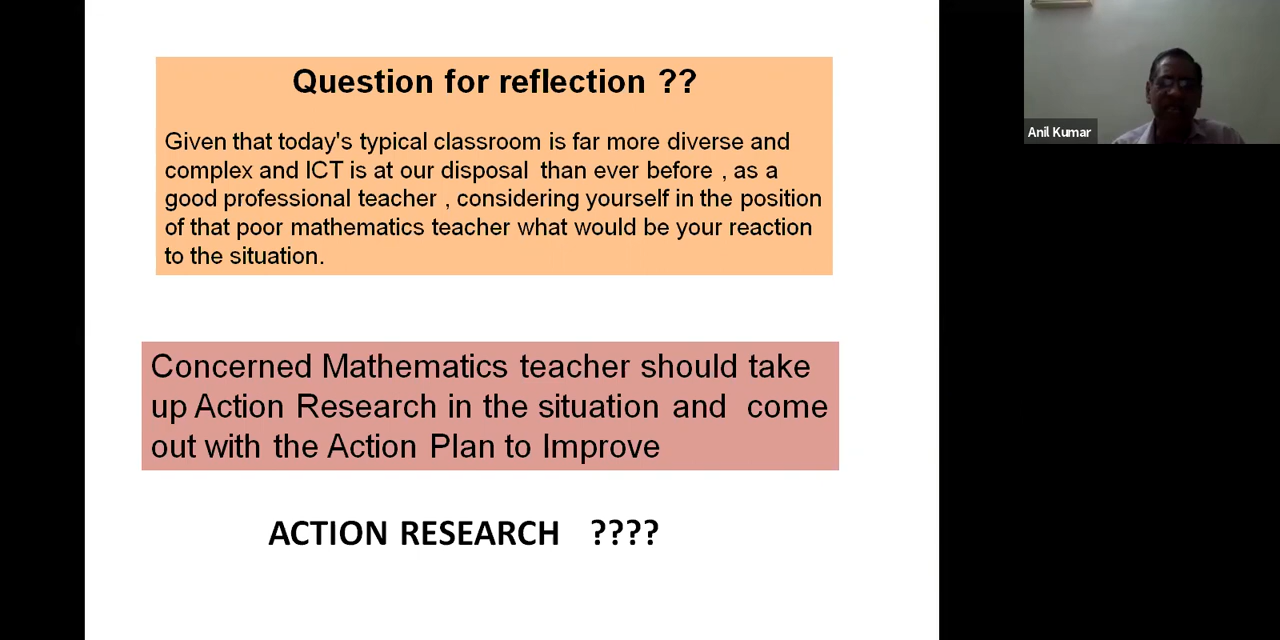 Question for reflection ??
Given that today's typical classroom is far more diverse and
complex and ICT is at our disposal than ever before , as a
good professional teacher , considering yourself in the position
of that poor mathematics teacher what would be your reaction
to the situation.
Concerned Mathematics teacher should take
up Action Research in the situation and come
out with the Action Plan to Improve
ACTION RESEARCH ????
Anil Kumar